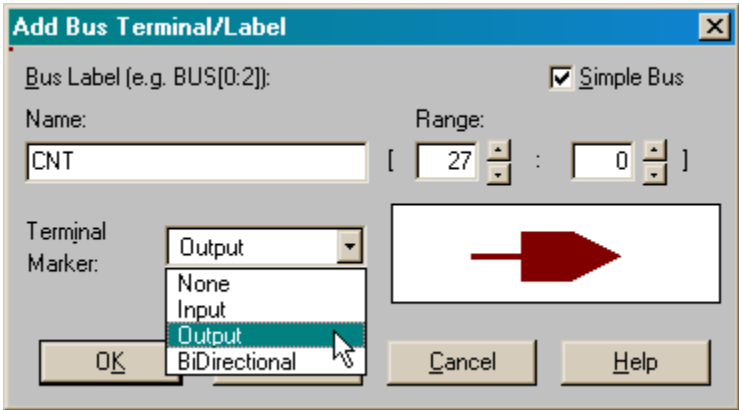 Add Bus Terminal/Label
Bus Label (e.g. BUS[0:2]):
Simple Bus
Name:
Range:
CNT
[ 27 : 0 ]
Terminal
Marker:
Output
None
Input
Output
BiDirectional
OK
Cancel
Help